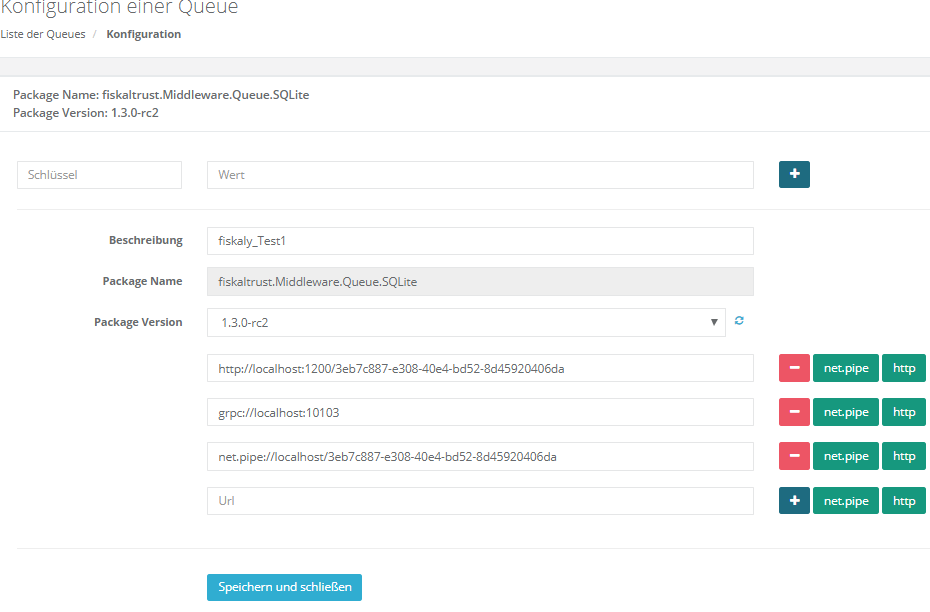 Konfiguration einer Queue
Liste der Queues / Konfiguration
Package Name: fiskaltrust.Middleware.Queue.SQLite
Package Version: 1.3.0-rc2
Schlüssel Wert +
Beschreibung fiskaly_Test1
Package Name fiskaltrust.Middleware.Queue.SQLite
Package Version 1.3.0-rc2
http://localhost:1200/3eb7c887-e308-40e4-bd52-8d45920406da − net.pipe http
grpc://localhost:10103 − net.pipe http
net.pipe://localhost/3eb7c887-e308-40e4-bd52-8d45920406da − net.pipe http
Url + net.pipe http
Speichern und schließen